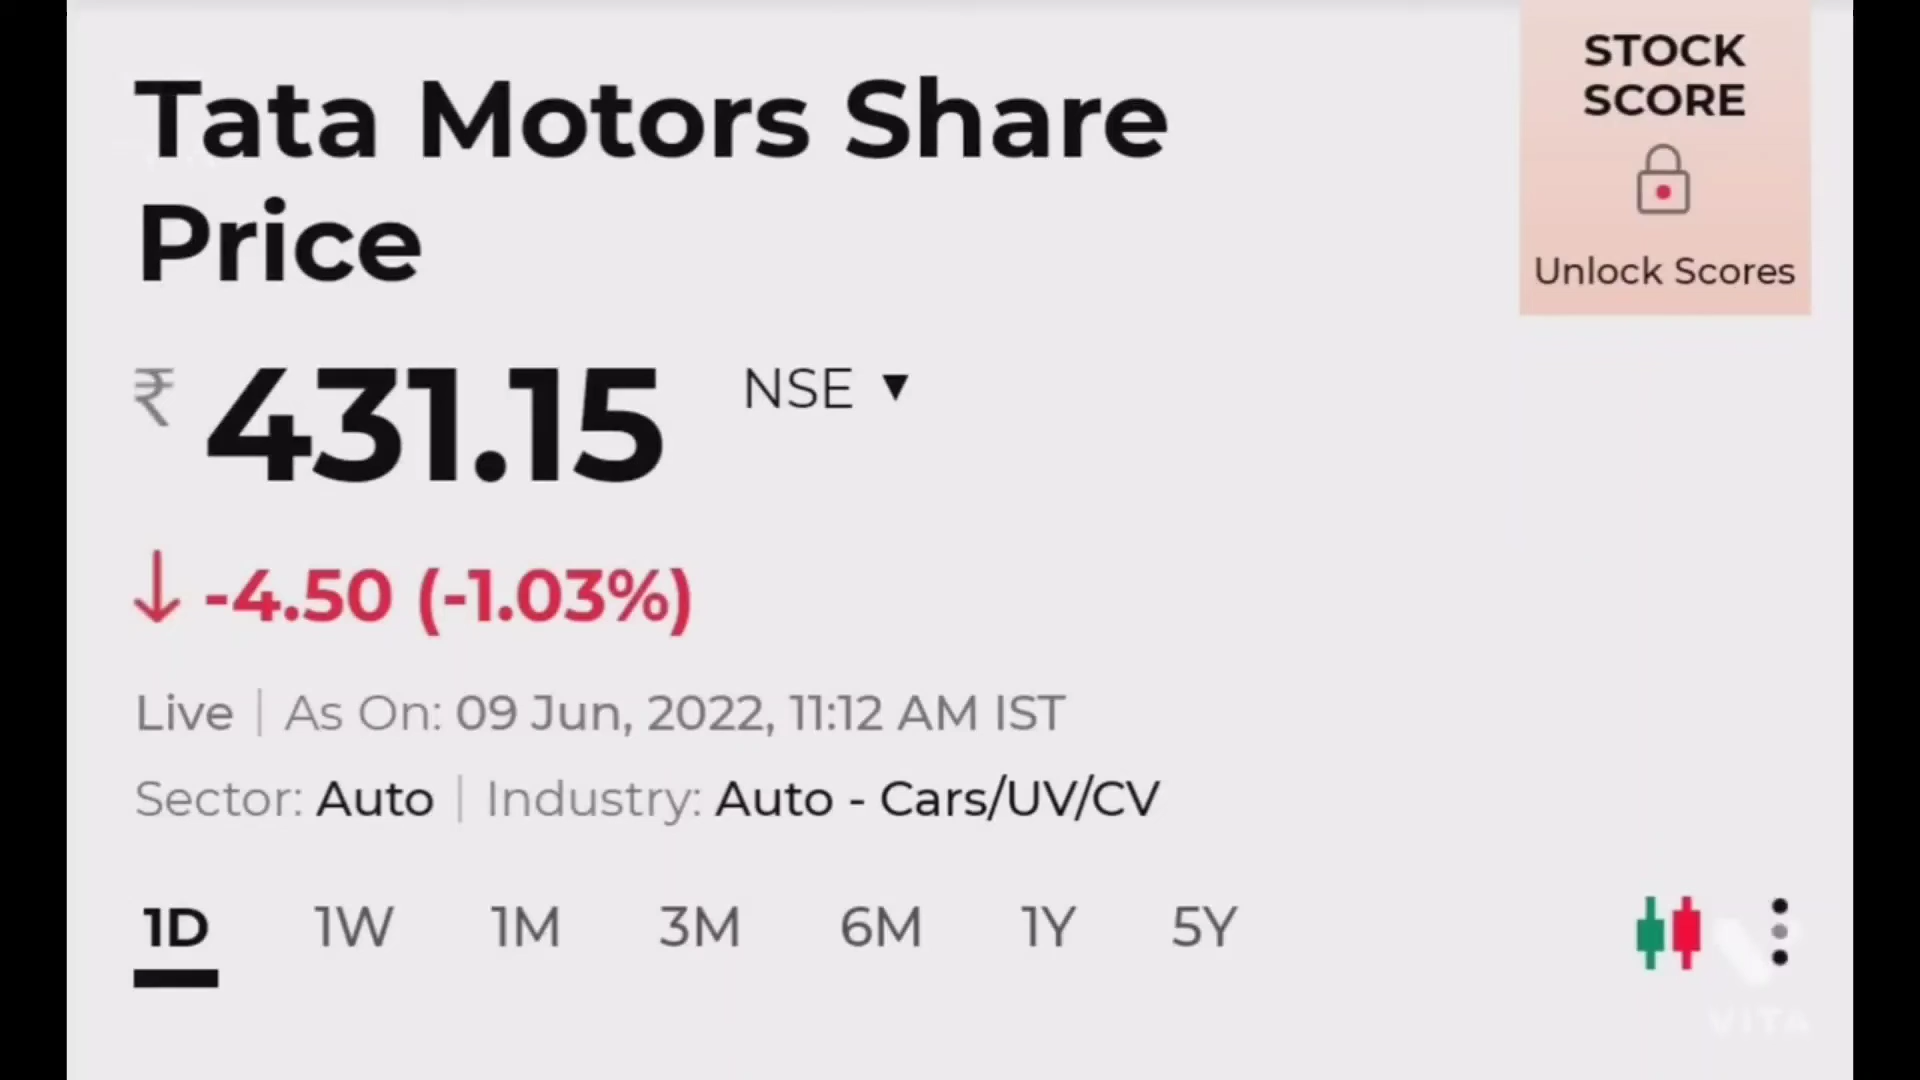 Tata Motors Share
Price
₹ 431.15 NSE ▼
↓ -4.50 (-1.03%)
Live | As On: 09 Jun, 2022, 11:12 AM IST
Sector: Auto | Industry: Auto - Cars/UV/CV
1D 1W 1M 3M 6M 1Y 5Y
STOCK
SCORE
Unlock Scores
VITA